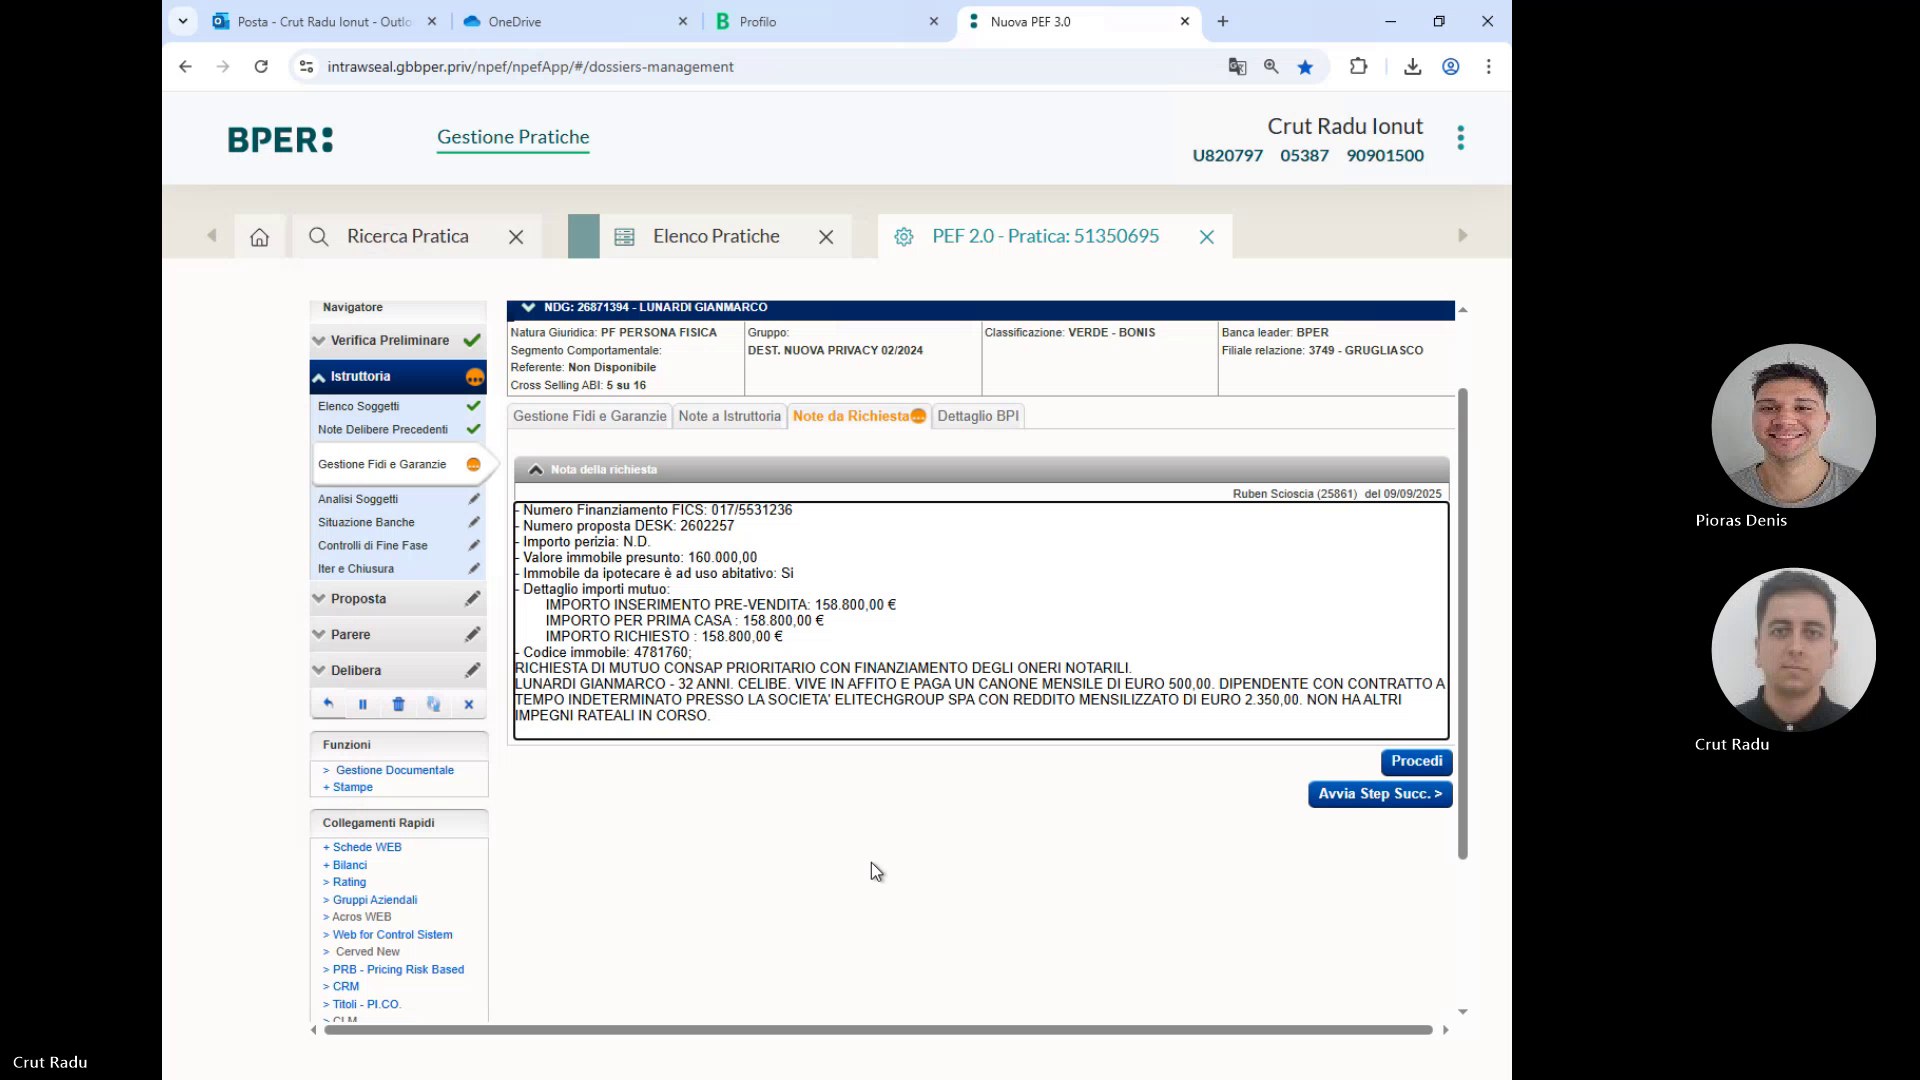 Posta - Crut Radu Ionut - Outlo
OneDrive
Profilo
Nuova PEF 3.0
intrawseal.gbbper.priv/npef/npefApp/#/dossiers-management
BPER:
Gestione Pratiche
Crut Radu Ionut
U820797 05387 90901500
Ricerca Pratica
Elenco Pratiche
PEF 2.0 - Pratica: 51350695
Navigatore
Verifica Preliminare
Istruttoria
Elenco Soggetti
Note Delibere Precedenti
Gestione Fidi e Garanzie
Analisi Soggetti
Situazione Banche
Controlli di Fine Fase
Iter e Chiusura
Proposta
Parere
Delibera
Funzioni
> Gestione Documentale
+ Stampe
Collegamenti Rapidi
+ Schede WEB
+ Bilanci
> Rating
> Gruppi Aziendali
> Acros WEB
> Web for Control Sistem
> Cerved New
> PRB - Pricing Risk Based
> CRM
> Titoli - PI.CO.
> CLM
NDG: 26871394 - LUNARDI GIANMARCO
Natura Giuridica: PF PERSONA FISICA
Segmento Comportamentale:
Referente: Non Disponibile
Cross Selling ABI: 5 su 16
Gruppo:
DEST. NUOVA PRIVACY 02/2024
Classificazione: VERDE - BONIS
Banca leader: BPER
Filiale relazione: 3749 - GRUGLIASCO
Gestione Fidi e Garanzie
Note a Istruttoria
Note da Richiesta
Dettaglio BPI
Nota della richiesta
Ruben Scioscia (25861) del 09/09/2025
- Numero Finanziamento FICS: 017/5531236
- Numero proposta DESK: 2602257
- Importo perizia: N.D.
- Valore immobile presunto: 160.000,00
- Immobile da ipotecare è ad uso abitativo: Si
- Dettaglio importi mutuo:
IMPORTO INSERIMENTO PRE-VENDITA: 158.800,00 €
IMPORTO PER PRIMA CASA : 158.800,00 €
IMPORTO RICHIESTO : 158.800,00 €
- Codice immobile: 4781760;
RICHIESTA DI MUTUO CONSAP PRIORITARIO CON FINANZIAMENTO DEGLI ONERI NOTARILI.
LUNARDI GIANMARCO - 32 ANNI. CELIBE. VIVE IN AFFITO E PAGA UN CANONE MENSILE DI EURO 500,00. DIPENDENTE CON CONTRATTO A
TEMPO INDETERMINATO PRESSO LA SOCIETA' ELITECHGROUP SPA CON REDDITO MENSILIZZATO DI EURO 2.350,00. NON HA ALTRI
IMPEGNI RATEALI IN CORSO.
Procedi
Avvia Step Succ. >
Pioras Denis
Crut Radu
Crut Radu